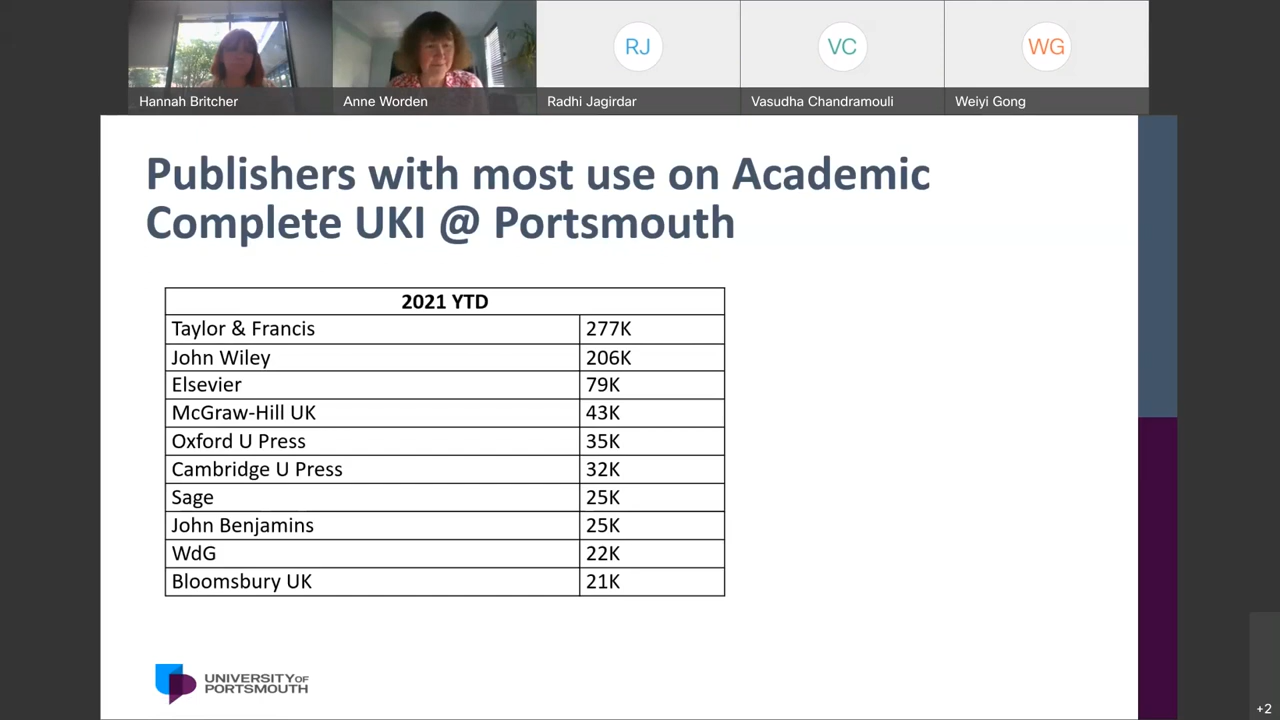 RJ
VC
WG
Hannah Britcher
Anne Worden
Radhi Jagirdar
Vasudha Chandramouli
Weiyi Gong
Publishers with most use on Academic
Complete UKI @ Portsmouth
2021 YTD
Taylor & Francis 277K
John Wiley 206K
Elsevier 79K
McGraw-Hill UK 43K
Oxford U Press 35K
Cambridge U Press 32K
Sage 25K
John Benjamins 25K
WdG 22K
Bloomsbury UK 21K
UNIVERSITY OF
PORTSMOUTH
+2